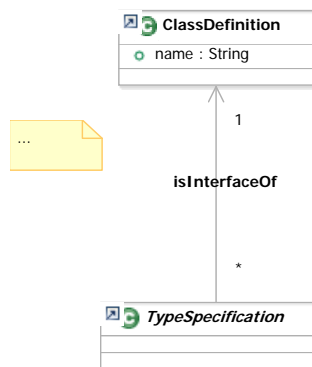 ClassDefinition
name : String
1
...
isInterfaceOf
*
TypeSpecification